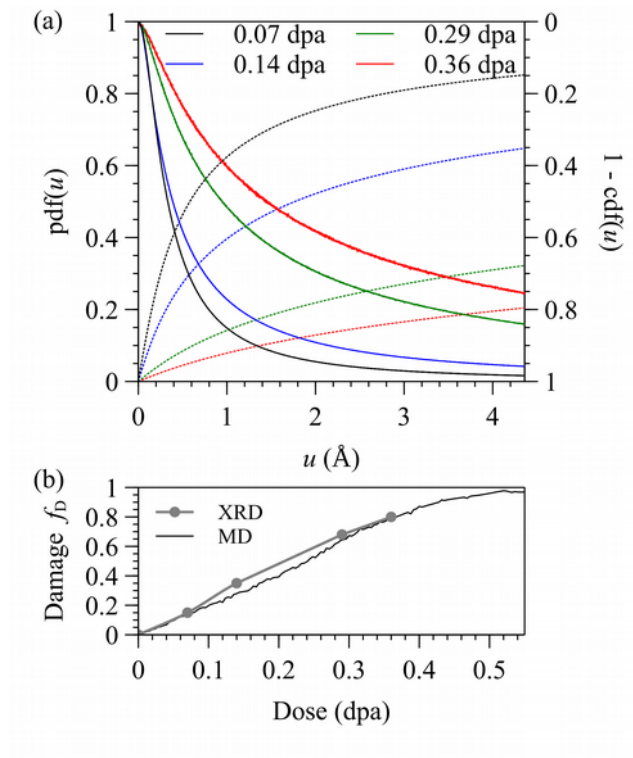 (a)
1
0
0.07 dpa
0.29 dpa
0.14 dpa
0.36 dpa
0.8
0.2
0.6
0.4
pdf(u)
1 - cdf(u)
0.4
0.6
0.2
0.8
0
1
0 1 2 3 4
u (Å)
(b)
1
XRD
0.8
MD
0.6
Damage fD
0.4
0.2
0
0 0.1 0.2 0.3 0.4 0.5
Dose (dpa)